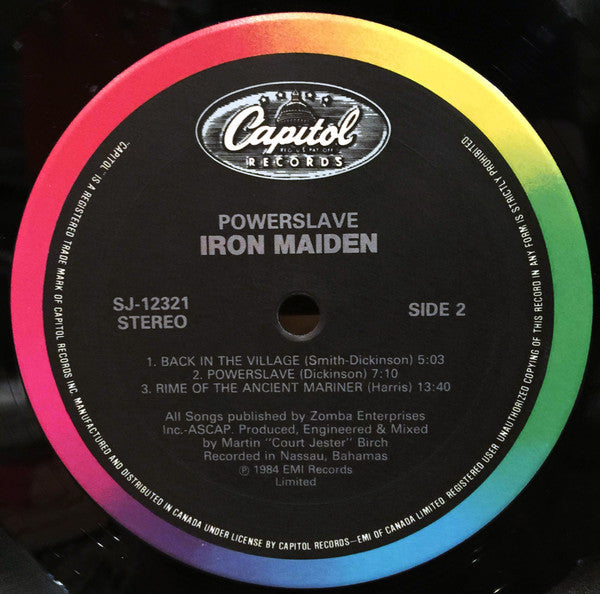 Capitol
RECORDS
POWERSLAVE
IRON MAIDEN
SJ-12321
STEREO
SIDE 2
1. BACK IN THE VILLAGE (Smith-Dickinson) 5:03
2. POWERSLAVE (Dickinson) 7:10
3. RIME OF THE ANCIENT MARINER (Harris) 13:40
All Songs published by Zomba Enterprises
Inc.-ASCAP. Produced, Engineered & Mixed
by Martin "Court Jester" Birch
Recorded in Nassau, Bahamas
℗ 1984 EMI Records
Limited
"CAPITOL" IS A REGISTERED TRADE MARK OF CAPITOL RECORDS INC. MANUFACTURED AND DISTRIBUTED IN CANADA UNDER LICENSE BY CAPITOL RECORDS—EMI OF CANADA LIMITED. REGISTERED USER. UNAUTHORIZED COPYING OF THIS RECORD IN ANY FORM IS STRICTLY PROHIBITED